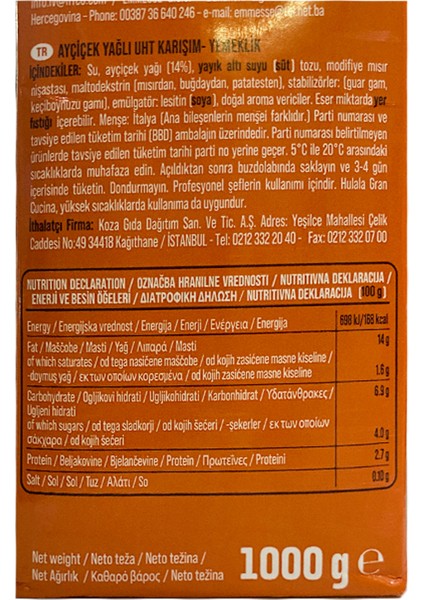 Hercegovina - Phone: 00387 36 640 246 - e-mail: emmesso@
TR AYÇİÇEK YAĞLI UHT KARIŞIM- YEMEKLİK
İÇİNDEKİLER: Su, ayçiçek yağı (14%), yayık altı suyu (süt) tozu, modifiye mısır
nişastası, maltodekstrin (mısırdan, buğdaydan, patatesten), stabilizörler: (guar gam,
keçiboynuzu gamı), emülgatör: lesitin (soya), doğal aroma vericiler. Eser miktarda yer
fıstığı içerebilir. Menşe: İtalya (Ana bileşenlerin menşei farklıdır.) Parti numarası ve
tavsiye edilen tüketim tarihi (BBD) ambalajın üzerindedir. Parti numarası belirtilmeyen
ürünlerde tavsiye edilen tüketim tarihi parti no yerine geçer. 5°C ile 20°C arasındaki
sıcaklıklarda muhafaza edin. Açıldıktan sonra buzdolabında saklayın ve 3-4 gün
içerisinde tüketin. Dondurmayın. Profesyonel şeflerin kullanımı içindir. Hulala Gran
Cucina, yüksek sıcaklıklarda kullanıma da uygundur.
İthalatçı Firma: Koza Gıda Dağıtım San. Ve Tic. A.Ş. Adres: Yeşilce Mahallesi Çelik
Caddesi No:49 34418 Kağıthane / İSTANBUL - Tel: 0212 332 20 40 - Fax: 0212 332 07 00
NUTRITION DECLARATION / OZNAČBA HRANILNE VREDNOSTI / NUTRITIVNA DEKLARACIJA /
ENERJİ VE BESİN ÖĞELERİ / ΔΙΑΤΡΟΦΙΚΗ ΔΗΛΩΣΗ / NUTRITIVNA DEKLARACIJA (100 g)
Energy / Energijska vrednost / Energija / Enerji / Ενέργεια / Energija 698 kJ/168 kcal
Fat / Maščobe / Masti / Yağ / Λιπαρά / Masti 14 g
of which saturates / od tega nasičene maščobe / od kojih zasićene masne kiseline /
-doymuş yağ / εκ των οποίων κορεσμένα / od kojih zasićene masne kiseline 1.6 g
Carbohydrate / Ogljikovi hidrati / Ugljikohidrati / Karbonhidrat / Υδατάνθρακες / 6.9 g
Ugljeni hidrati
of which sugars / od tega sladkorji / od kojih šećeri / -şekerler / εκ των οποίων
σάκχαρα / od kojih šećeri 4.0 g
Protein / Beljakovine / Bjelančevine / Protein / Πρωτεΐνες / Proteini 2.7 g
Salt / Sol / Sol / Tuz / Αλάτι / So 0.10 g
Net weight / Neto teža / Neto težina /
Net Ağırlık / Καθαρό βάρος / Neto težina 1000 g ℮